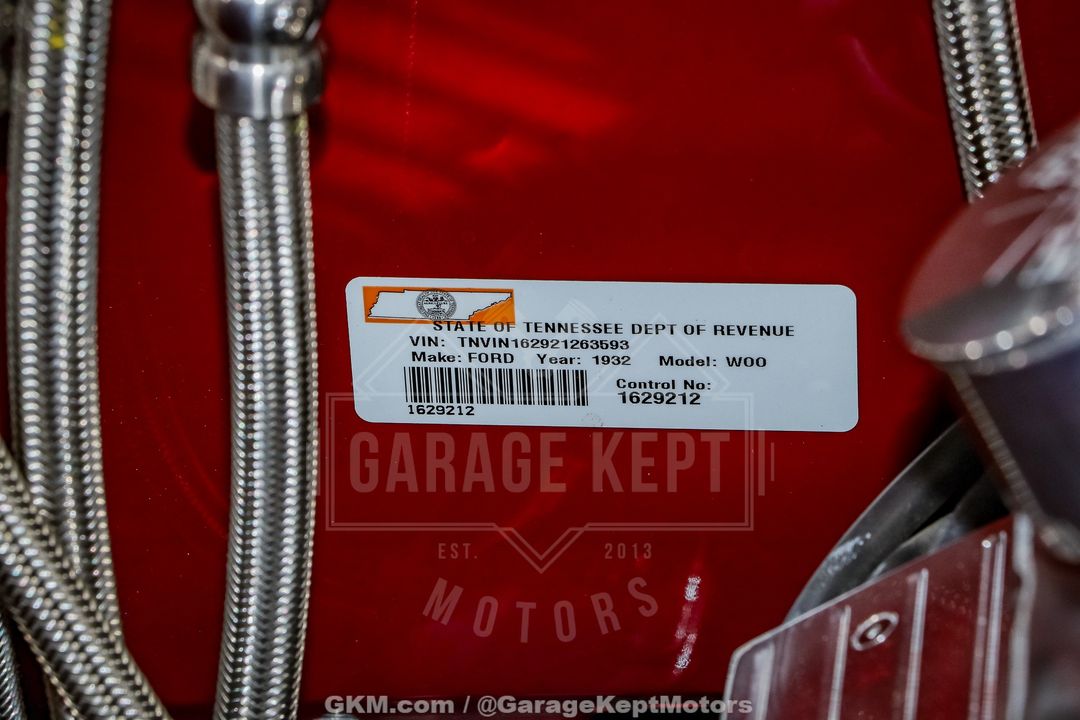 STATE OF TENNESSEE DEPT OF REVENUE
VIN: TNVIN162921263593
Make: FORD Year: 1932 Model: WOO
Control No:
1629212
1629212
GARAGE KEPT
EST. 2013
MOTORS
GKM.com / @GarageKeptMotors